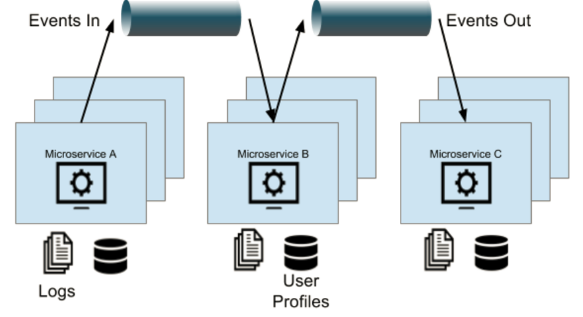 Events In
Events Out
Microservice A
Microservice B
Microservice C
Logs
User
Profiles